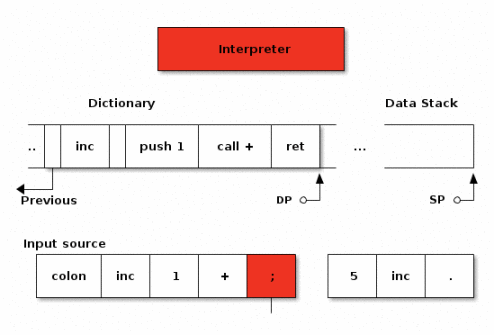 Interpreter
Dictionary Data Stack
.. inc push 1 call + ret ...
Previous DP SP
Input source
colon inc 1 + ; 5 inc .